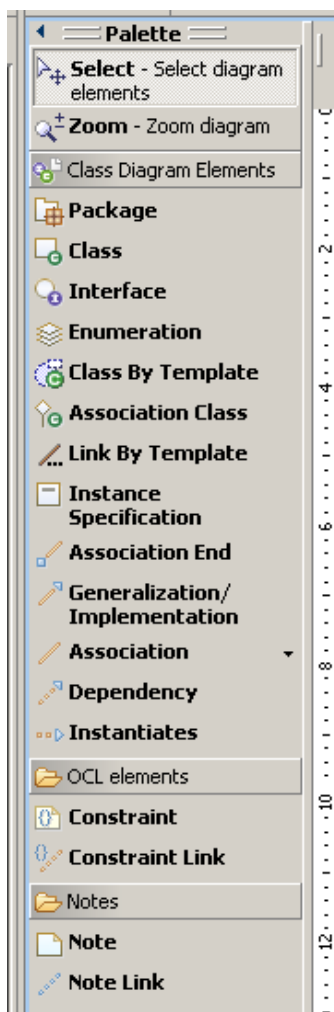 Palette
Select - Select diagram
elements
Zoom - Zoom diagram
Class Diagram Elements
Package
Class
Interface
Enumeration
Class By Template
Association Class
Link By Template
Instance
Specification
Association End
Generalization/
Implementation
Association
Dependency
Instantiates
OCL elements
Constraint
Constraint Link
Notes
Note
Note Link
0
2
4
6
8
10
12